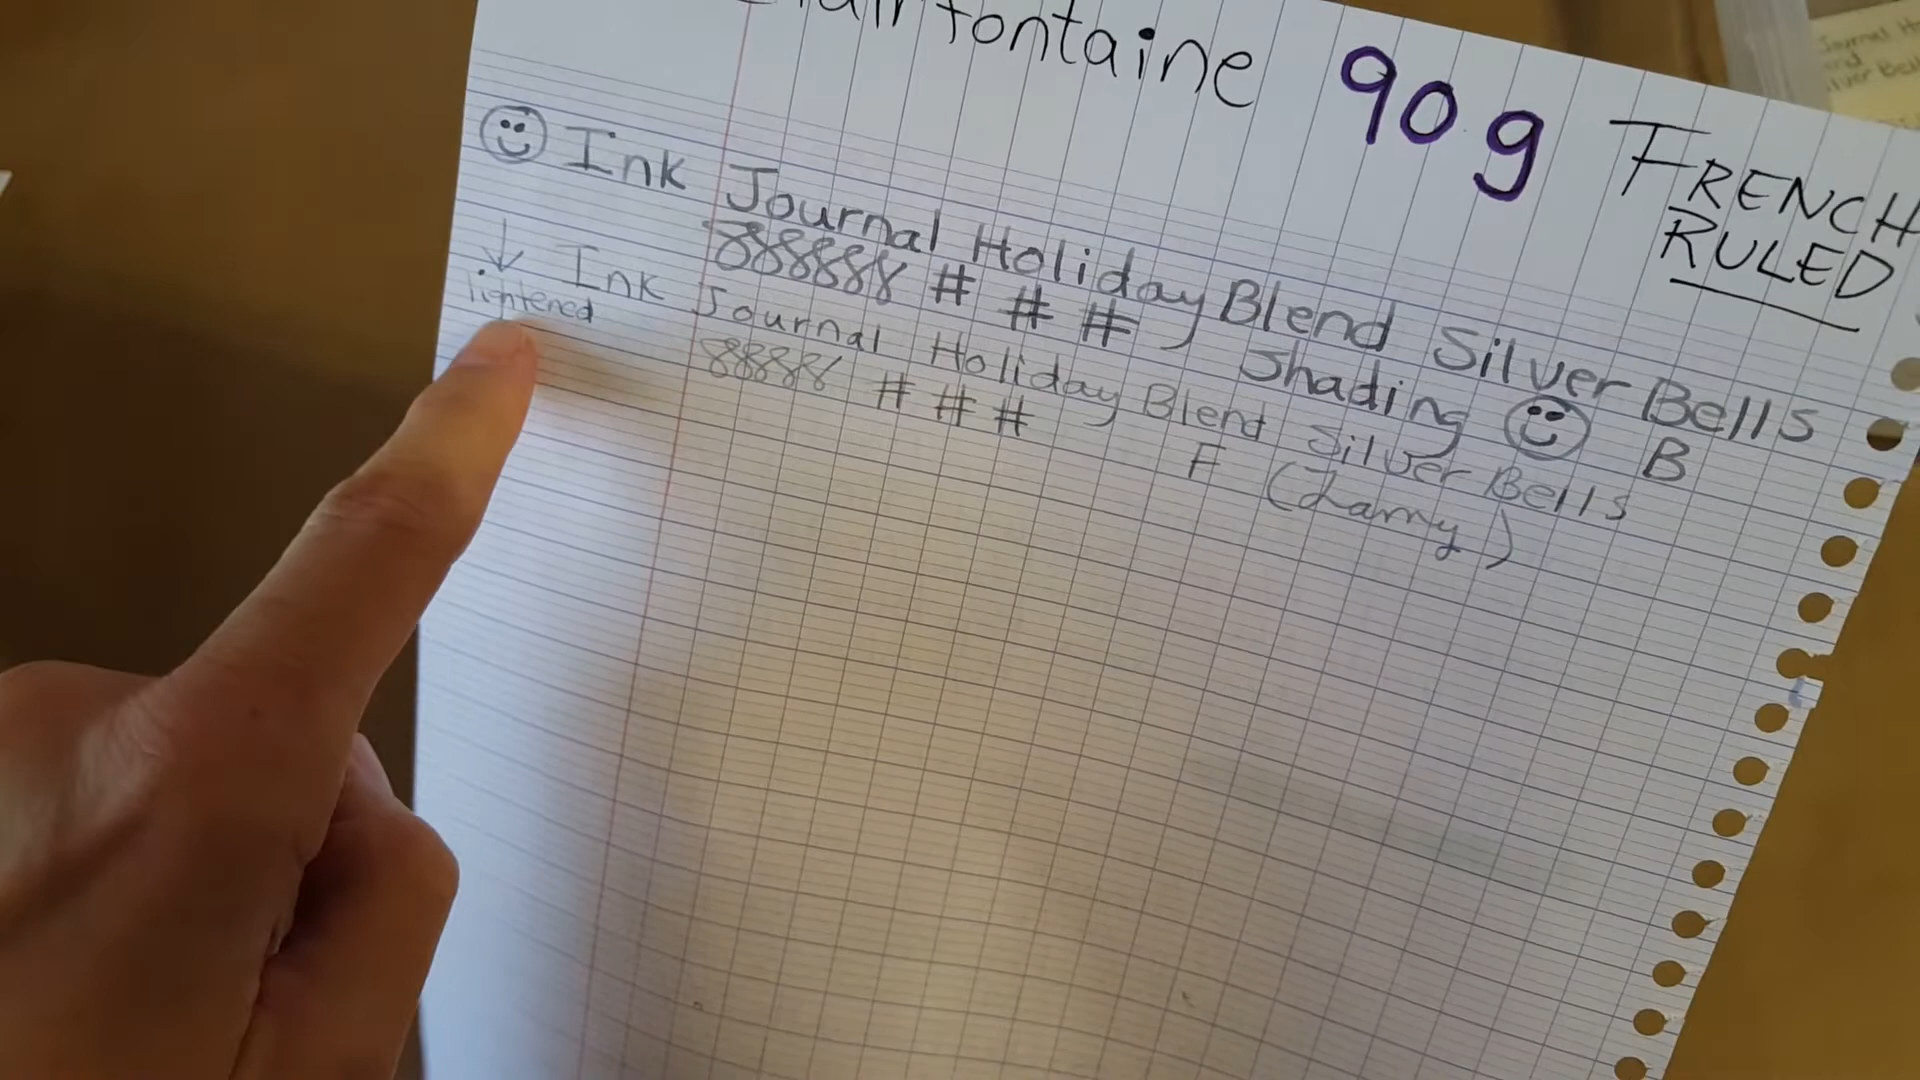 fontaine 90g FRENCH
RULED
Ink Journal Holiday Blend Silver Bells
888888 # # # Shading B
↓ Ink Journal Holiday Blend Silver Bells
lightened
88888 # # # F (Lamy)